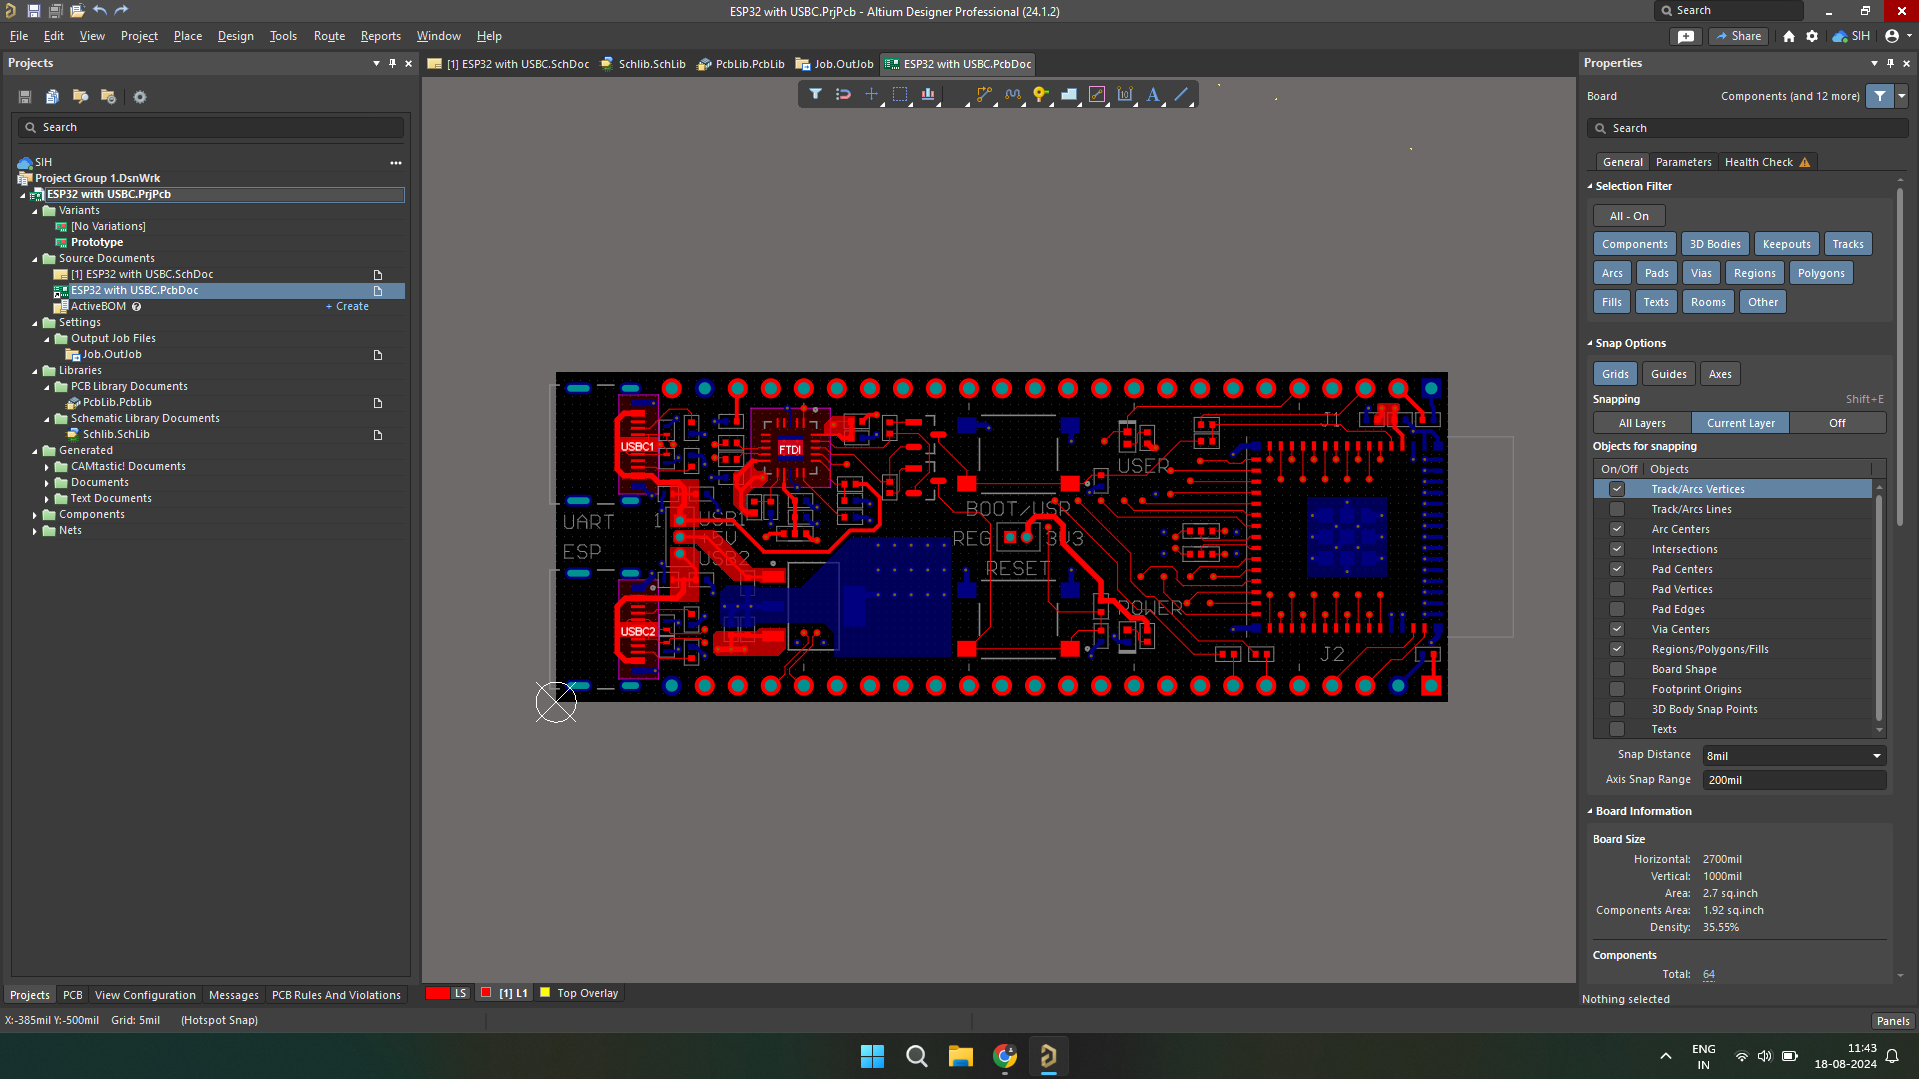 ESP32 with USBC.PrjPcb - Altium Designer Professional (24.1.2)
Search
File Edit View Project Place Design Tools Route Reports Window Help
Share
SIH
Projects
[1] ESP32 with USBC.SchDoc
Schlib.SchLib
PcbLib.PcbLib
Job.OutJob
ESP32 with USBC.PcbDoc
Search
SIH
Project Group 1.DsnWrk
ESP32 with USBC.PrjPcb
Variants
[No Variations]
Prototype
Source Documents
[1] ESP32 with USBC.SchDoc
ESP32 with USBC.PcbDoc
ActiveBOM
+ Create
Settings
Output Job Files
Job.OutJob
Libraries
PCB Library Documents
PcbLib.PcbLib
Schematic Library Documents
Schlib.SchLib
Generated
CAMtastic! Documents
Documents
Text Documents
Components
Nets
USBC1
FTDI
J1
USER
UART
1
USB1
BOOT/USP
5V
REG
3V3
ESP
USB2
RESET
POWER
USBC2
J2
Properties
Board
Components (and 12 more)
Search
General
Parameters
Health Check
Selection Filter
All - On
Components
3D Bodies
Keepouts
Tracks
Arcs
Pads
Vias
Regions
Polygons
Fills
Texts
Rooms
Other
Snap Options
Grids
Guides
Axes
Snapping
Shift+E
All Layers
Current Layer
Off
Objects for snapping
On/Off Objects
Track/Arcs Vertices
Track/Arcs Lines
Arc Centers
Intersections
Pad Centers
Pad Vertices
Pad Edges
Via Centers
Regions/Polygons/Fills
Board Shape
Footprint Origins
3D Body Snap Points
Texts
Snap Distance 8mil
Axis Snap Range 200mil
Board Information
Board Size
Horizontal: 2700mil
Vertical: 1000mil
Area: 2.7 sq.inch
Components Area: 1.92 sq.inch
Density: 35.55%
Components
Total: 64
Nothing selected
Projects
PCB
View Configuration
Messages
PCB Rules And Violations
LS
[1] L1
Top Overlay
X:-385mil Y:-500mil Grid: 5mil (Hotspot Snap)
Panels
ENG
IN
11:43
18-08-2024